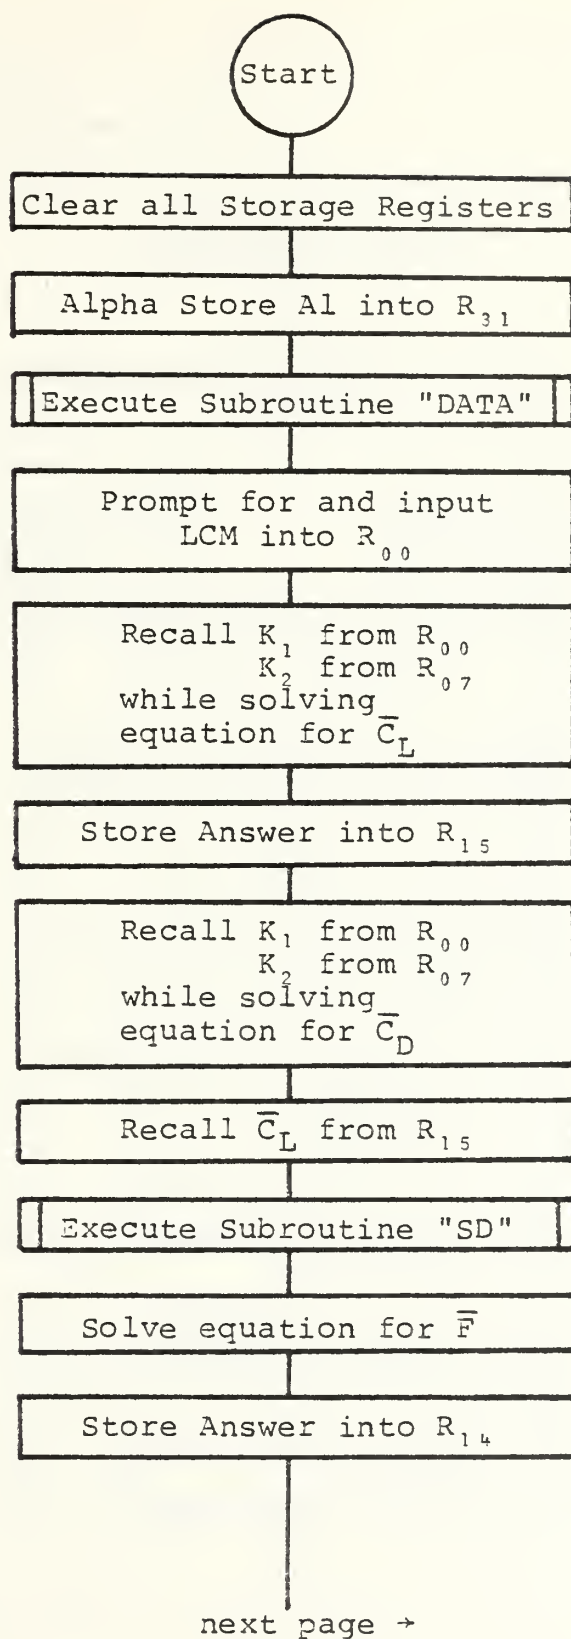 Start
Clear all Storage Registers
Alpha Store Al into R₃₁
Execute Subroutine "DATA"
Prompt for and input
LCM into R₀₀
Recall K₁ from R₀₀
K₂ from R₀₇
while solving
equation for C̅_L
Store Answer into R₁₅
Recall K₁ from R₀₀
K₂ from R₀₇
while solving
equation for C̅_D
Recall C̅_L from R₁₅
Execute Subroutine "SD"
Solve equation for F̅
Store Answer into R₁₄
next page →